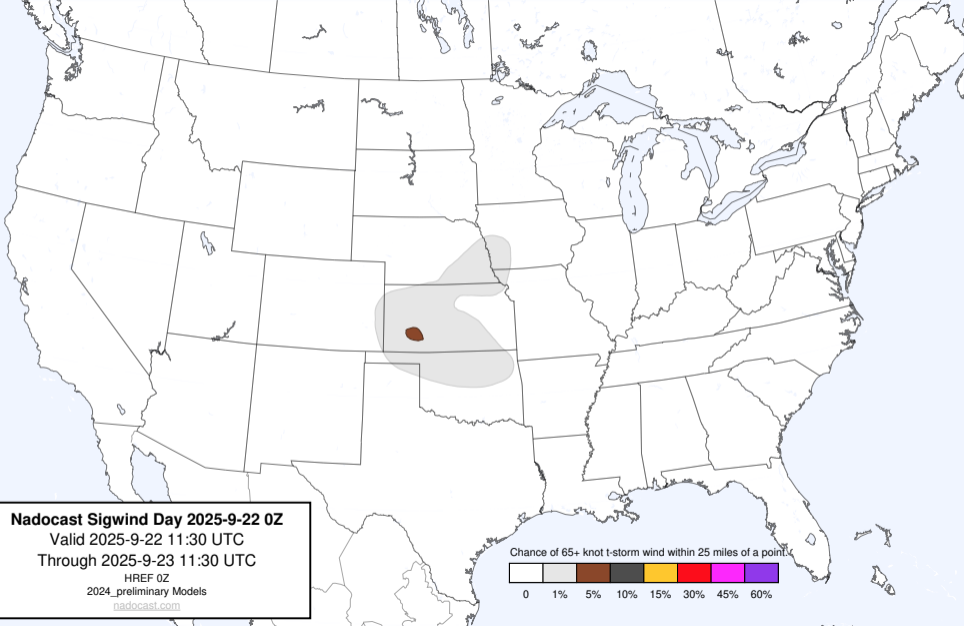 Nadocast Sigwind Day 2025-9-22 0Z
Valid 2025-9-22 11:30 UTC
Through 2025-9-23 11:30 UTC
HREF 0Z
2024_preliminary Models
nadocast.com
Chance of 65+ knot t-storm wind within 25 miles of a point.
0 1% 5% 10% 15% 30% 45% 60%